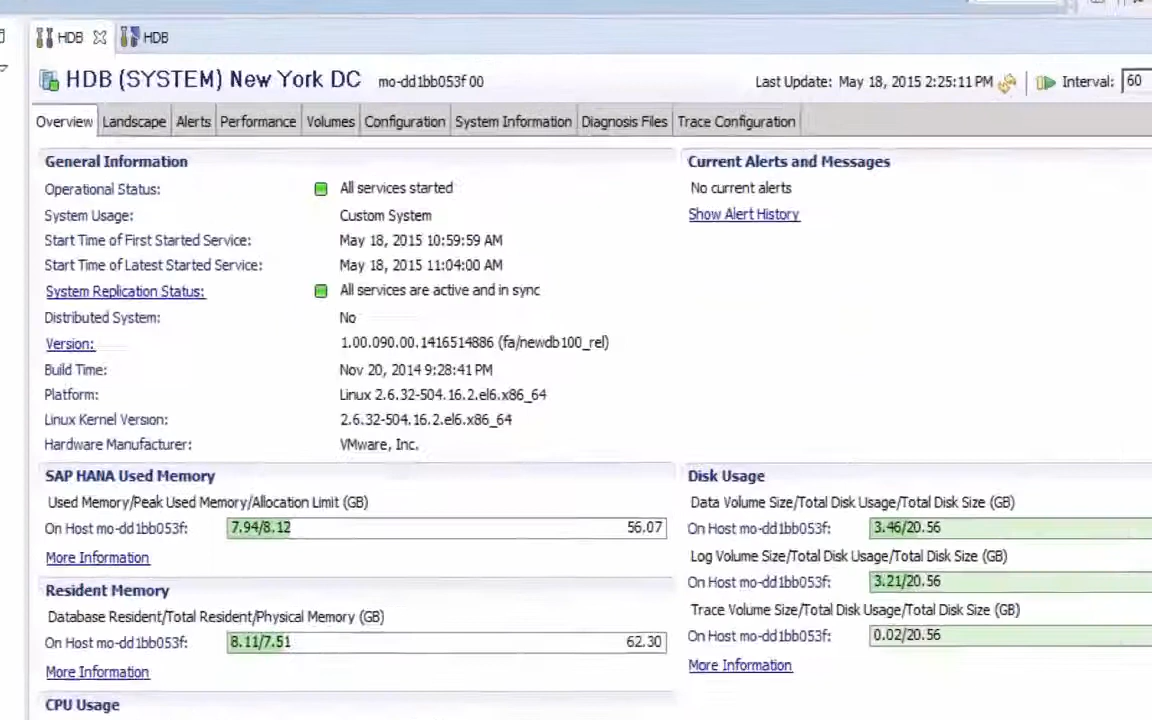 HDB HDB
HDB (SYSTEM) New York DC mo-dd1bb053f 00 Last Update: May 18, 2015 2:25:11 PM Interval: 60
Overview Landscape Alerts Performance Volumes Configuration System Information Diagnosis Files Trace Configuration
General Information
Operational Status: All services started
System Usage: Custom System
Start Time of First Started Service: May 18, 2015 10:59:59 AM
Start Time of Latest Started Service: May 18, 2015 11:04:00 AM
System Replication Status: All services are active and in sync
Distributed System: No
Version: 1.00.090.00.1416514886 (fa/newdb100_rel)
Build Time: Nov 20, 2014 9:28:41 PM
Platform: Linux 2.6.32-504.16.2.el6.x86_64
Linux Kernel Version: 2.6.32-504.16.2.el6.x86_64
Hardware Manufacturer: VMware, Inc.
Current Alerts and Messages
No current alerts
Show Alert History
SAP HANA Used Memory
Used Memory/Peak Used Memory/Allocation Limit (GB)
On Host mo-dd1bb053f: 7.94/8.12 56.07
More Information
Resident Memory
Database Resident/Total Resident/Physical Memory (GB)
On Host mo-dd1bb053f: 8.11/7.51 62.30
More Information
CPU Usage
Disk Usage
Data Volume Size/Total Disk Usage/Total Disk Size (GB)
On Host mo-dd1bb053f: 3.46/20.56
Log Volume Size/Total Disk Usage/Total Disk Size (GB)
On Host mo-dd1bb053f: 3.21/20.56
Trace Volume Size/Total Disk Usage/Total Disk Size (GB)
On Host mo-dd1bb053f: 0.02/20.56
More Information